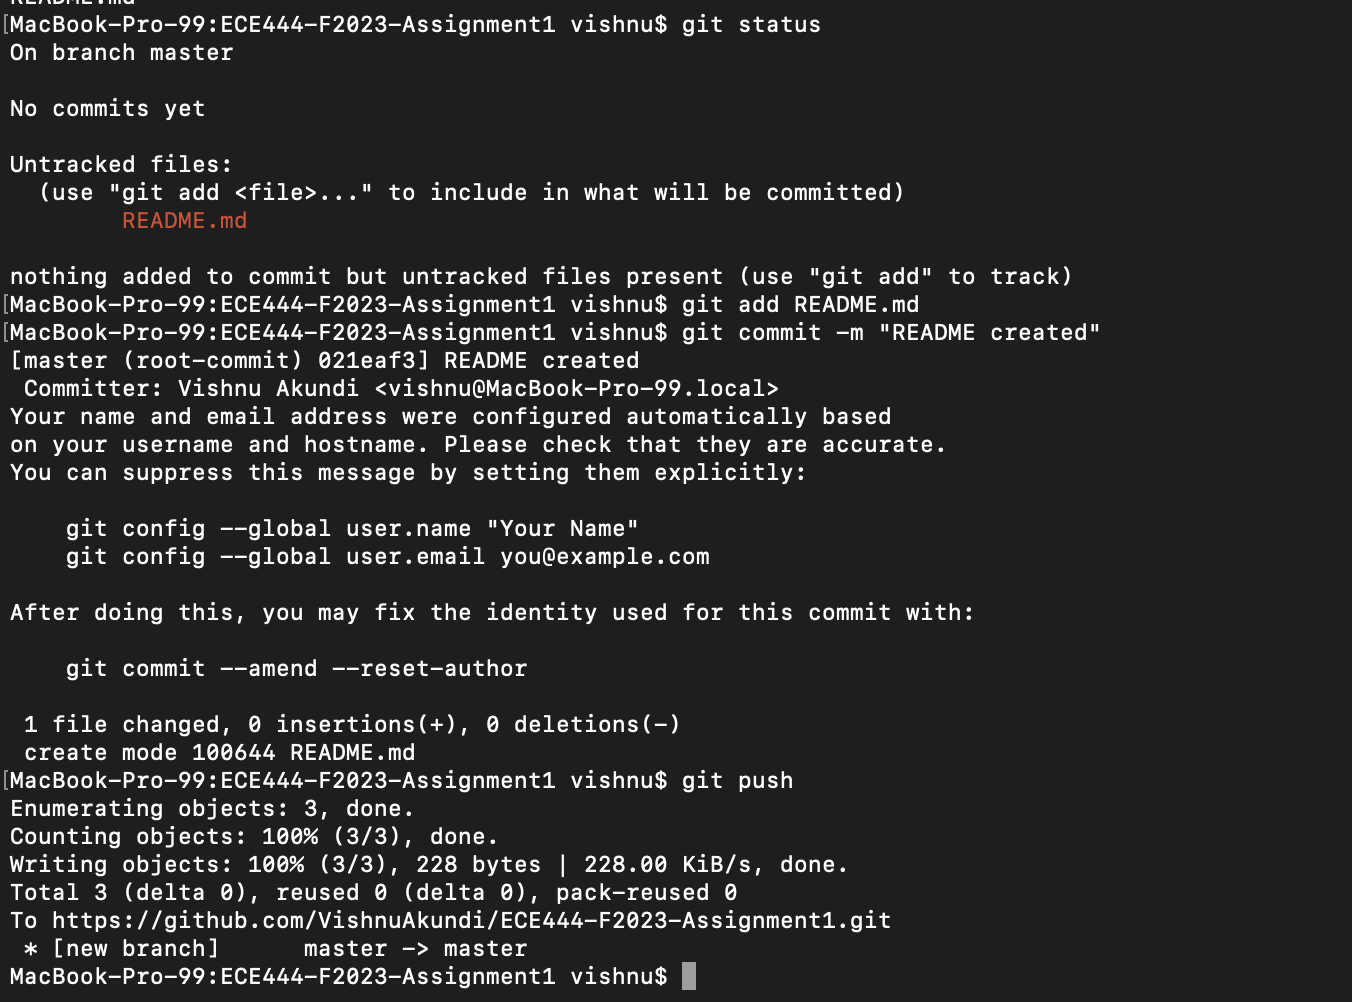 README.md
[MacBook-Pro-99:ECE444-F2023-Assignment1 vishnu$ git status
On branch master
No commits yet
Untracked files:
(use "git add <file>..." to include in what will be committed)
README.md
nothing added to commit but untracked files present (use "git add" to track)
[MacBook-Pro-99:ECE444-F2023-Assignment1 vishnu$ git add README.md
[MacBook-Pro-99:ECE444-F2023-Assignment1 vishnu$ git commit -m "README created"
[master (root-commit) 021eaf3] README created
Committer: Vishnu Akundi <vishnu@MacBook-Pro-99.local>
Your name and email address were configured automatically based
on your username and hostname. Please check that they are accurate.
You can suppress this message by setting them explicitly:
git config --global user.name "Your Name"
git config --global user.email you@example.com
After doing this, you may fix the identity used for this commit with:
git commit --amend --reset-author
1 file changed, 0 insertions(+), 0 deletions(-)
create mode 100644 README.md
[MacBook-Pro-99:ECE444-F2023-Assignment1 vishnu$ git push
Enumerating objects: 3, done.
Counting objects: 100% (3/3), done.
Writing objects: 100% (3/3), 228 bytes | 228.00 KiB/s, done.
Total 3 (delta 0), reused 0 (delta 0), pack-reused 0
To https://github.com/VishnuAkundi/ECE444-F2023-Assignment1.git
* [new branch] master -> master
MacBook-Pro-99:ECE444-F2023-Assignment1 vishnu$